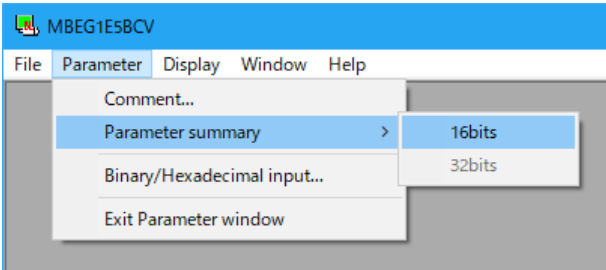 MBEG1E5BCV
File Parameter Display Window Help
Comment...
Parameter summary > 16bits
32bits
Binary/Hexadecimal input...
Exit Parameter window